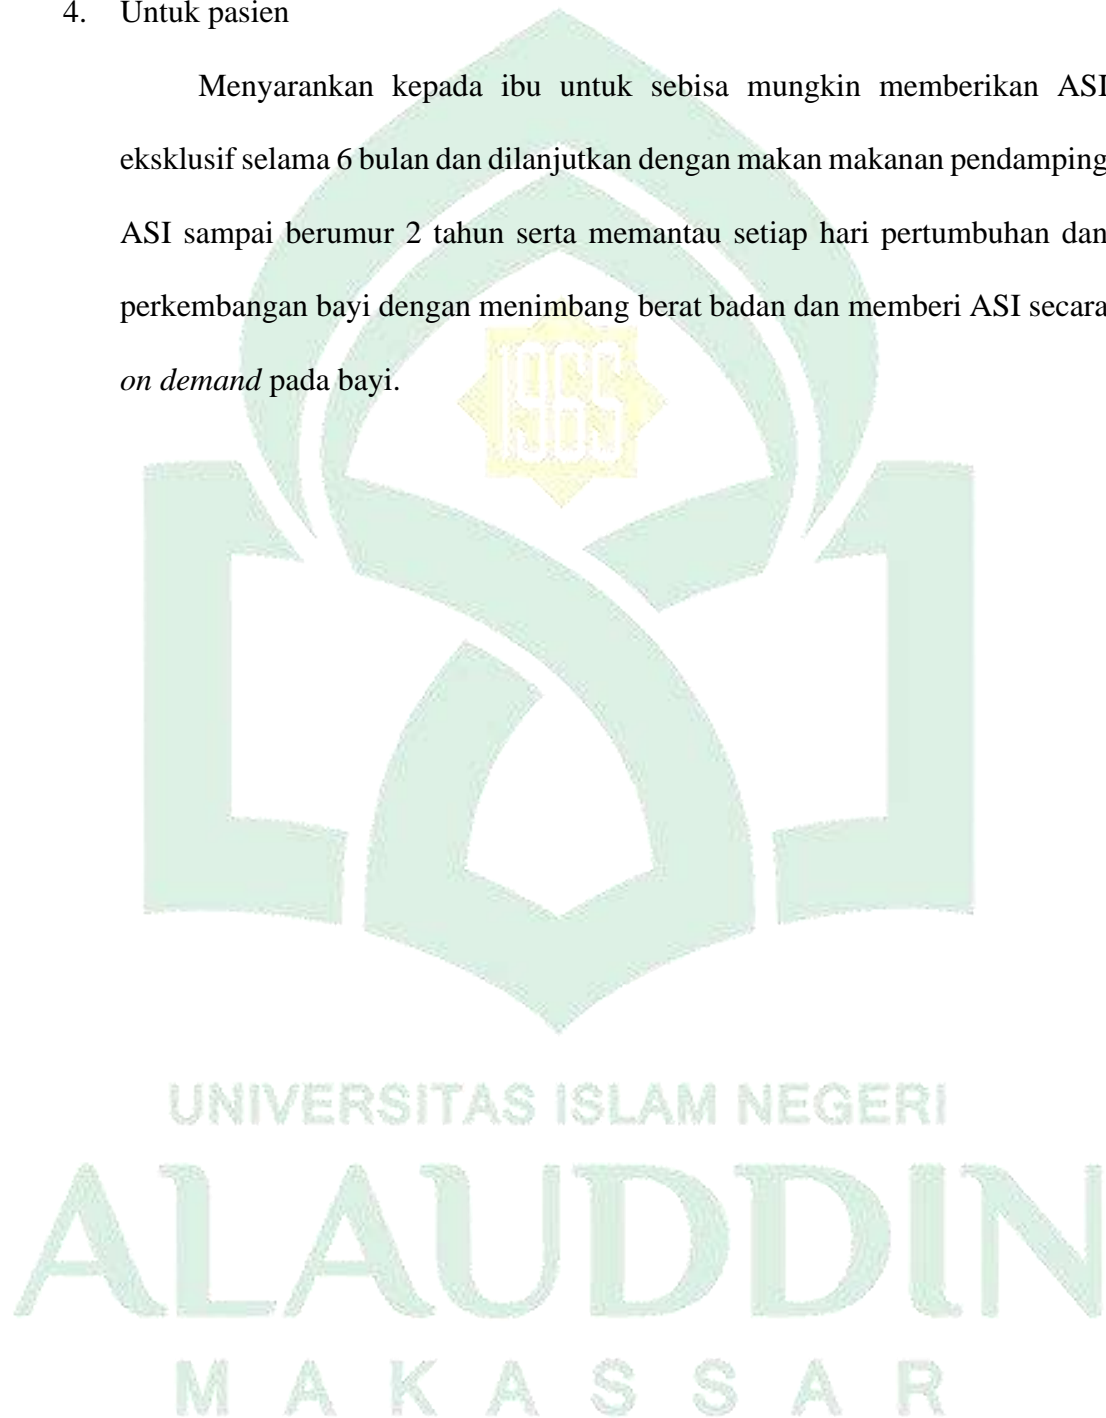 4. Untuk pasien
Menyarankan kepada ibu untuk sebisa mungkin memberikan ASI
eksklusif selama 6 bulan dan dilanjutkan dengan makan makanan pendamping
ASI sampai berumur 2 tahun serta memantau setiap hari pertumbuhan dan
perkembangan bayi dengan menimbang berat badan dan memberi ASI secara
on demand pada bayi.
1965
UNIVERSITAS ISLAM NEGERI
ALAUDDIN
MAKASSAR